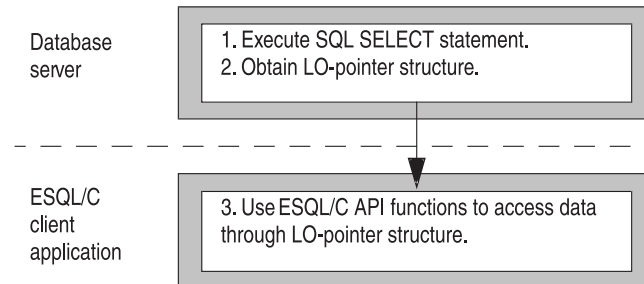 Database
server
1. Execute SQL SELECT statement.
2. Obtain LO-pointer structure.
ESQL/C
client
application
3. Use ESQL/C API functions to access data
through LO-pointer structure.